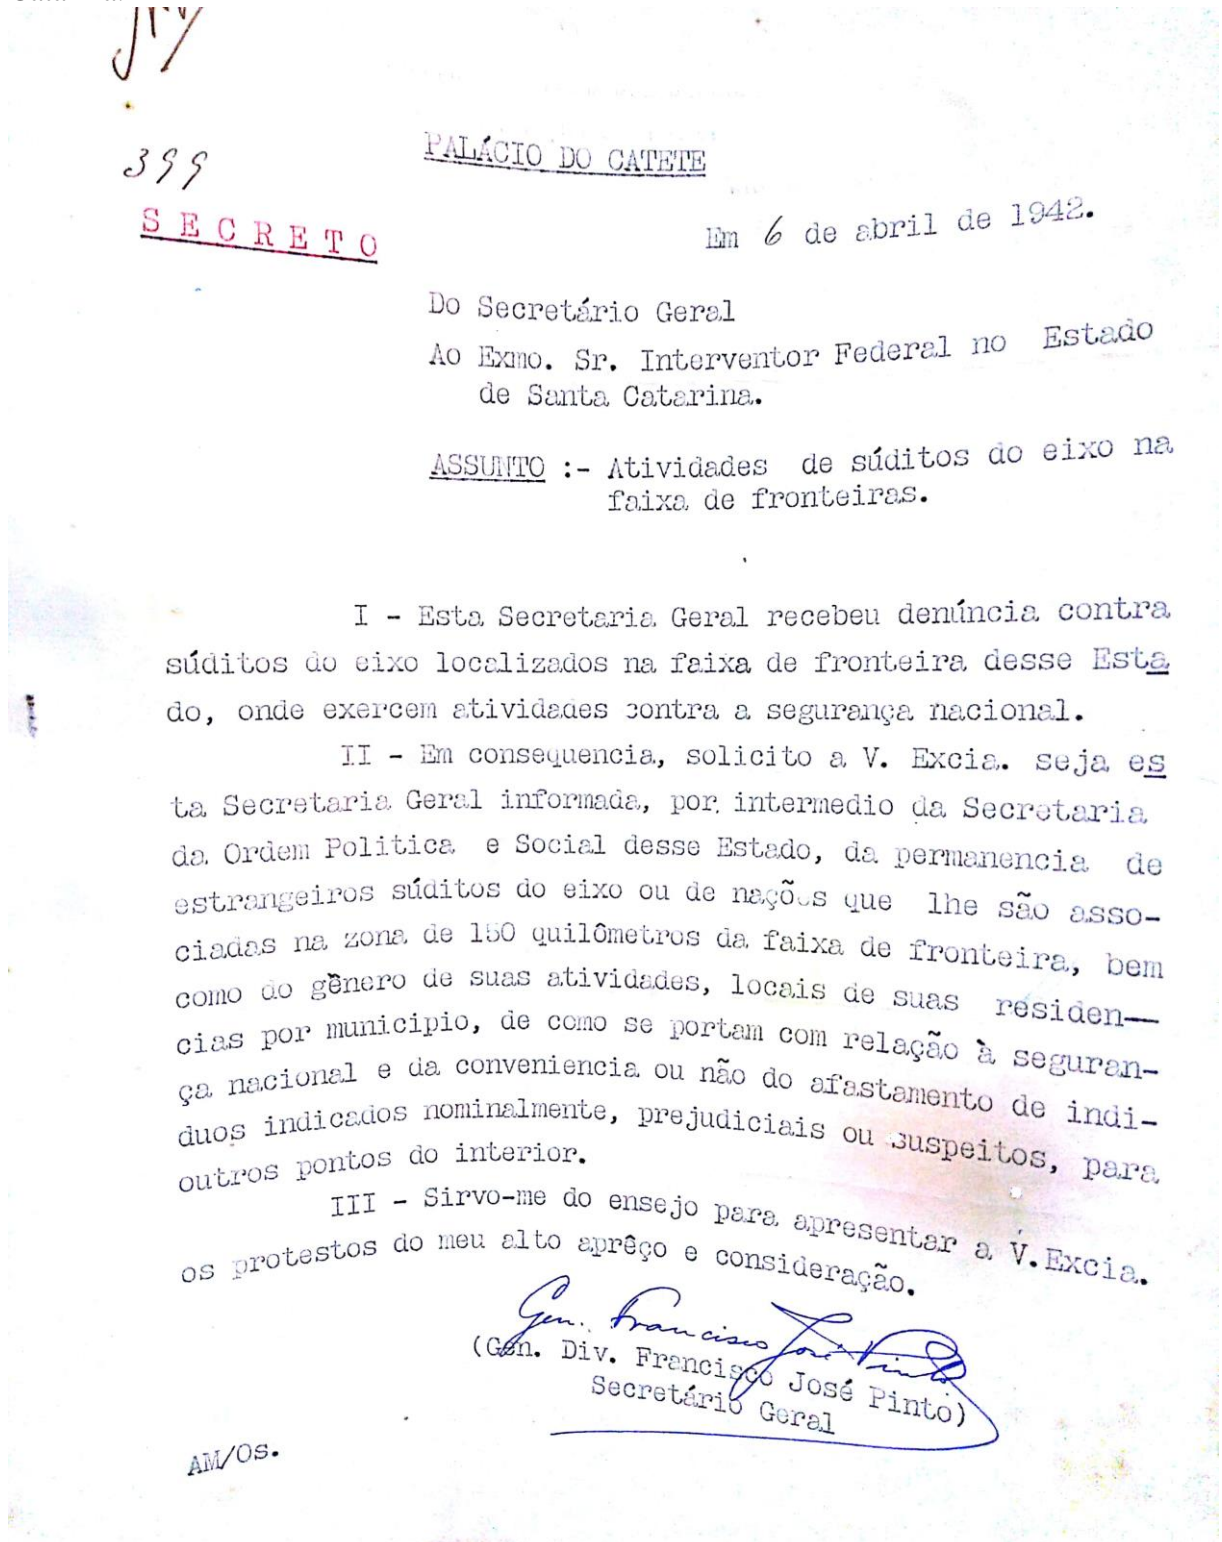 399
PALÁCIO DO CATETE
S E C R E T O
Em 6 de abril de 1942.
Do Secretário Geral
Ao Exmo. Sr. Interventor Federal no Estado
de Santa Catarina.
ASSUNTO :- Atividades de súditos do eixo na
faixa de fronteiras.
I - Esta Secretaria Geral recebeu denúncia contra
súditos do eixo localizados na faixa de fronteira desse Esta
do, onde exercem atividades contra a segurança nacional.
II - Em consequencia, solicito a V. Excia. seja es
ta Secretaria Geral informada, por intermedio da Secretaria
da Ordem Politica e Social desse Estado, da permanencia de
estrangeiros súditos do eixo ou de nações que lhe são asso-
ciadas na zona de 150 quilômetros da faixa de fronteira, bem
como do gênero de suas atividades, locais de suas residen-
cias por municipio, de como se portam com relação à seguran-
ça nacional e da conveniencia ou não do afastamento de indi-
duos indicados nominalmente, prejudiciais ou suspeitos, para
outros pontos do interior.
III - Sirvo-me do ensejo para apresentar a V. Excia.
os protestos do meu alto aprêço e consideração.
Gen. Francisco José Pinto
(Gen. Div. Francisco José Pinto)
Secretário Geral
AM/Os.